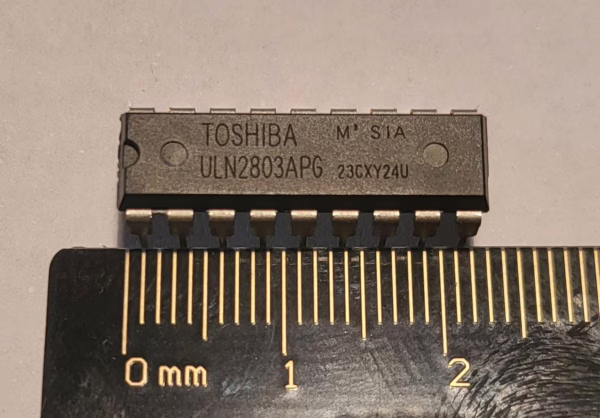 TOSHIBA M' SIA
ULN2803APG 23CXY24U
0 mm 1 2